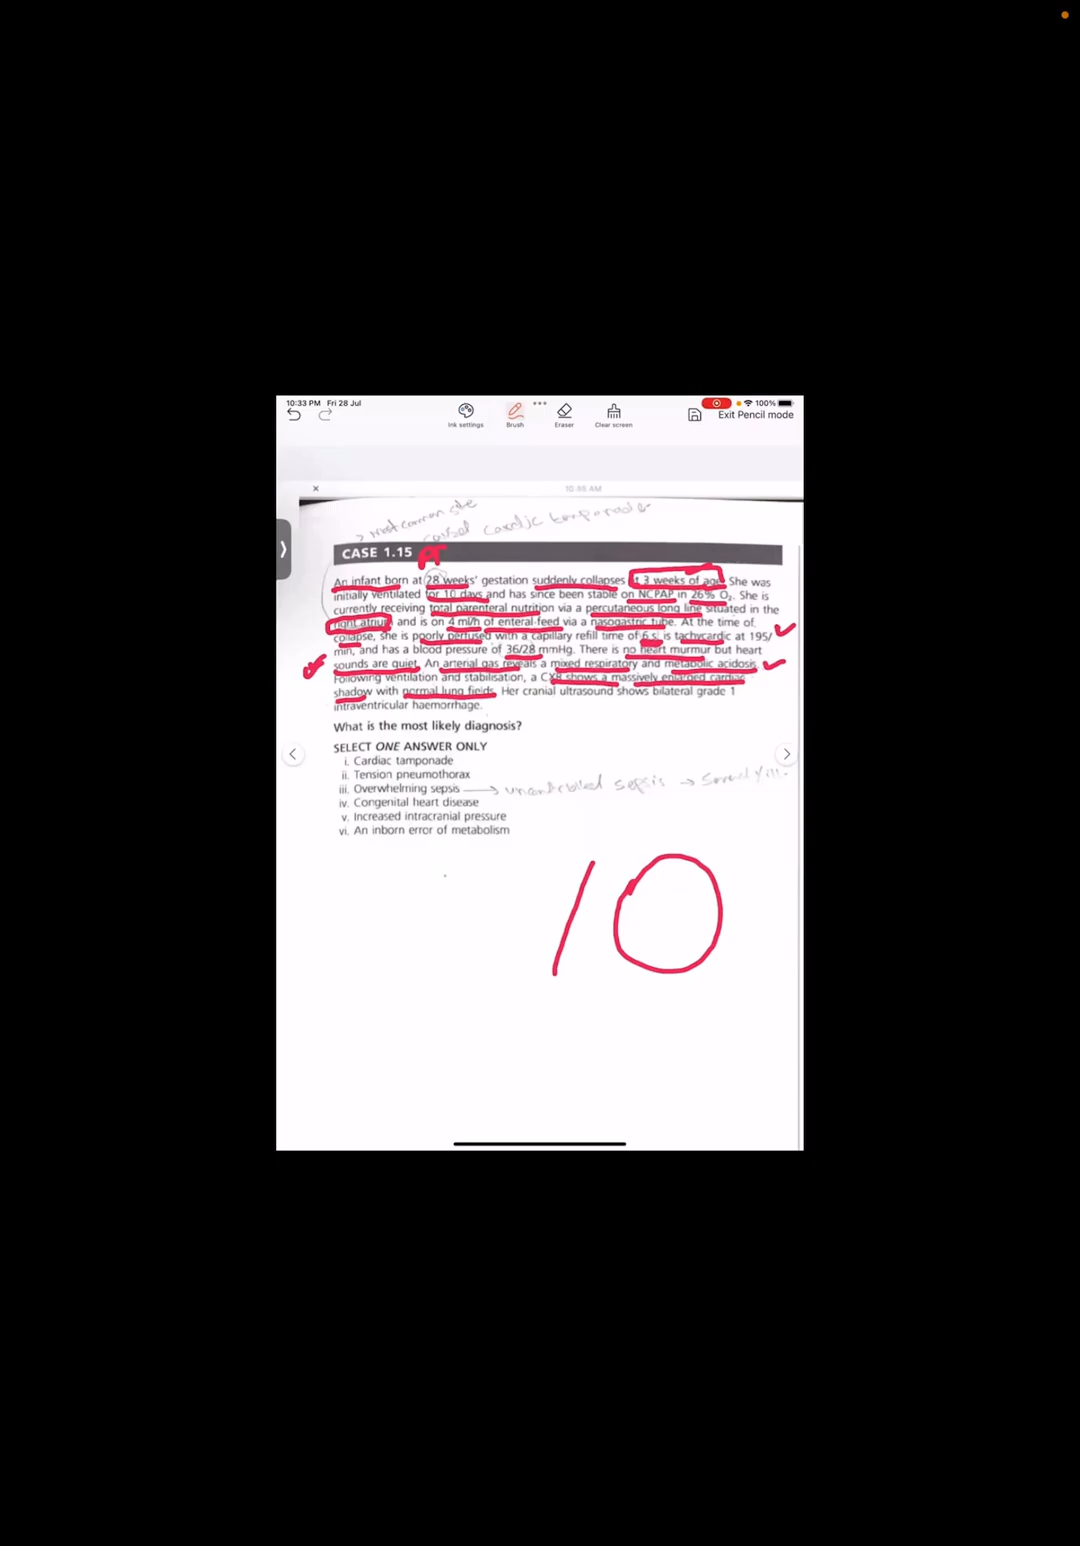 10:33 PM Fri 28 Jul
100%
Ink settings
Brush
Eraser
Clear screen
Exit Pencil mode
10:55 AM
> most common site
caused cardic tamponade
CASE 1.15
An infant born at 28 weeks' gestation suddenly collapses at 3 weeks of age. She was
initially ventilated for 10 days and has since been stable on NCPAP in 26% O₂. She is
currently receiving total parenteral nutrition via a percutaneous long line situated in the
right atrium and is on 4 ml/h of enteral feed via a nasogastric tube. At the time of
collapse, she is poorly perfused with a capillary refill time of 6 s, is tachycardic at 195/
min, and has a blood pressure of 36/28 mmHg. There is no heart murmur but heart
sounds are quiet. An arterial gas reveals a mixed respiratory and metabolic acidosis.
Following ventilation and stabilisation, a CXR shows a massively enlarged cardiac
shadow with normal lung fields. Her cranial ultrasound shows bilateral grade 1
intraventricular haemorrhage.
What is the most likely diagnosis?
SELECT ONE ANSWER ONLY
i. Cardiac tamponade
ii. Tension pneumothorax
iii. Overwhelming sepsis → uncontrolled sepsis →
iv. Congenital heart disease
v. Increased intracranial pressure
vi. An inborn error of metabolism
10